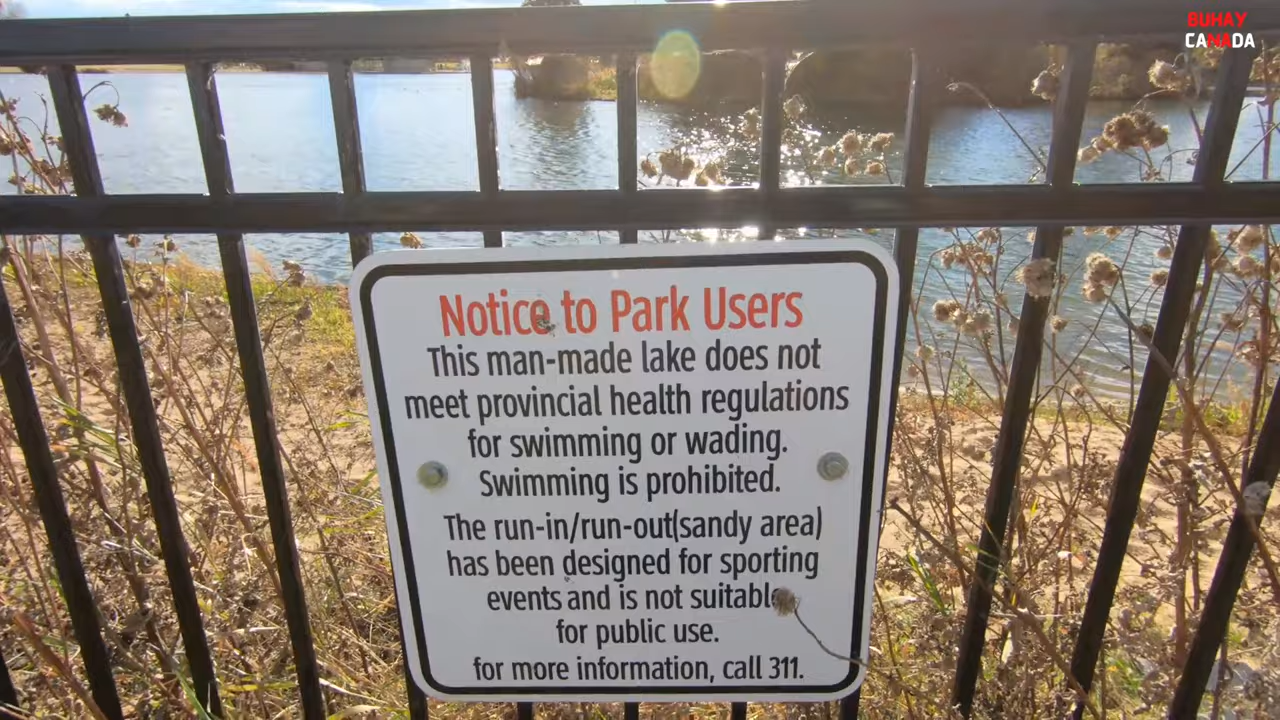 BUHAY
CANADA
Notice to Park Users
This man-made lake does not
meet provincial health regulations
for swimming or wading.
Swimming is prohibited.
The run-in/run-out(sandy area)
has been designed for sporting
events and is not suitable
for public use.
for more information, call 311.